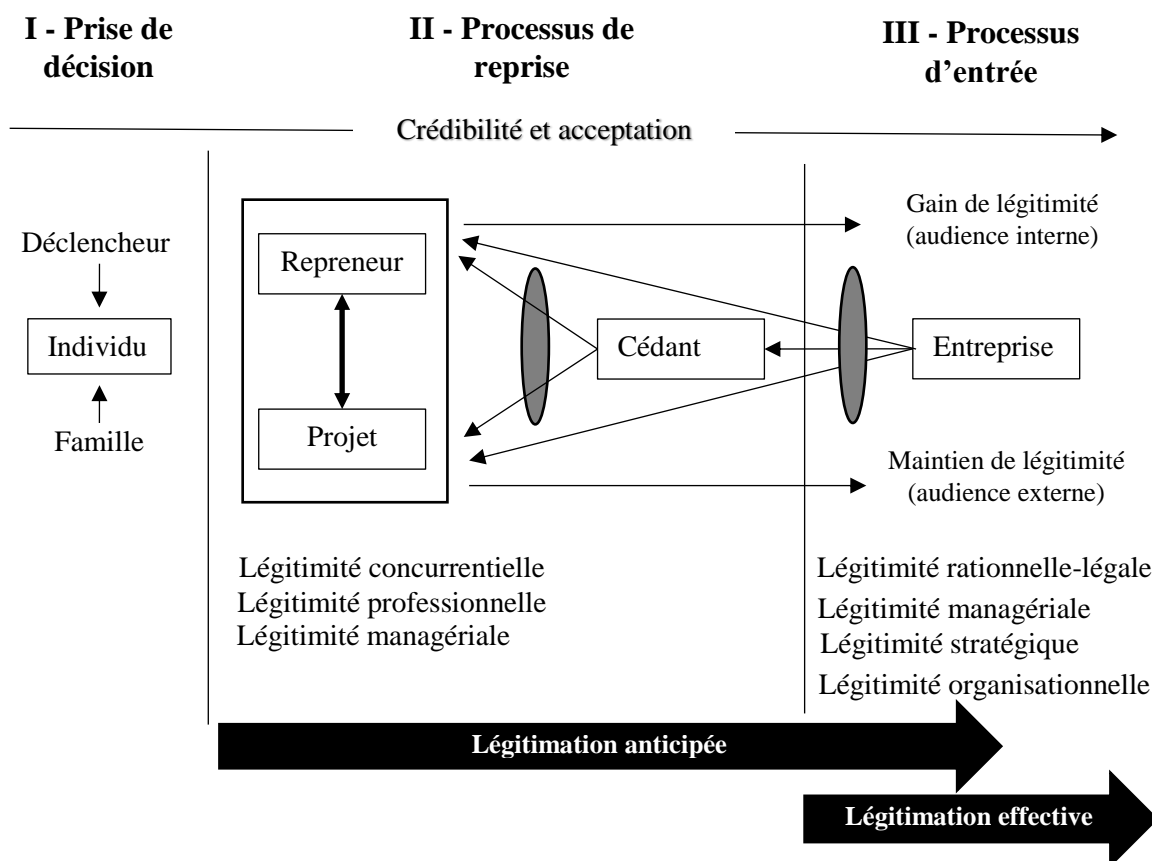 I - Prise de
décision
II - Processus de
reprise
III - Processus
d’entrée
Crédibilité et acceptation
Déclencheur
Individu
Famille
Repreneur
Projet
Cédant
Entreprise
Gain de légitimité
(audience interne)
Maintien de légitimité
(audience externe)
Légitimité concurrentielle
Légitimité professionnelle
Légitimité managériale
Légitimité rationnelle-légale
Légitimité managériale
Légitimité stratégique
Légitimité organisationnelle
Légitimation anticipée
Légitimation effective